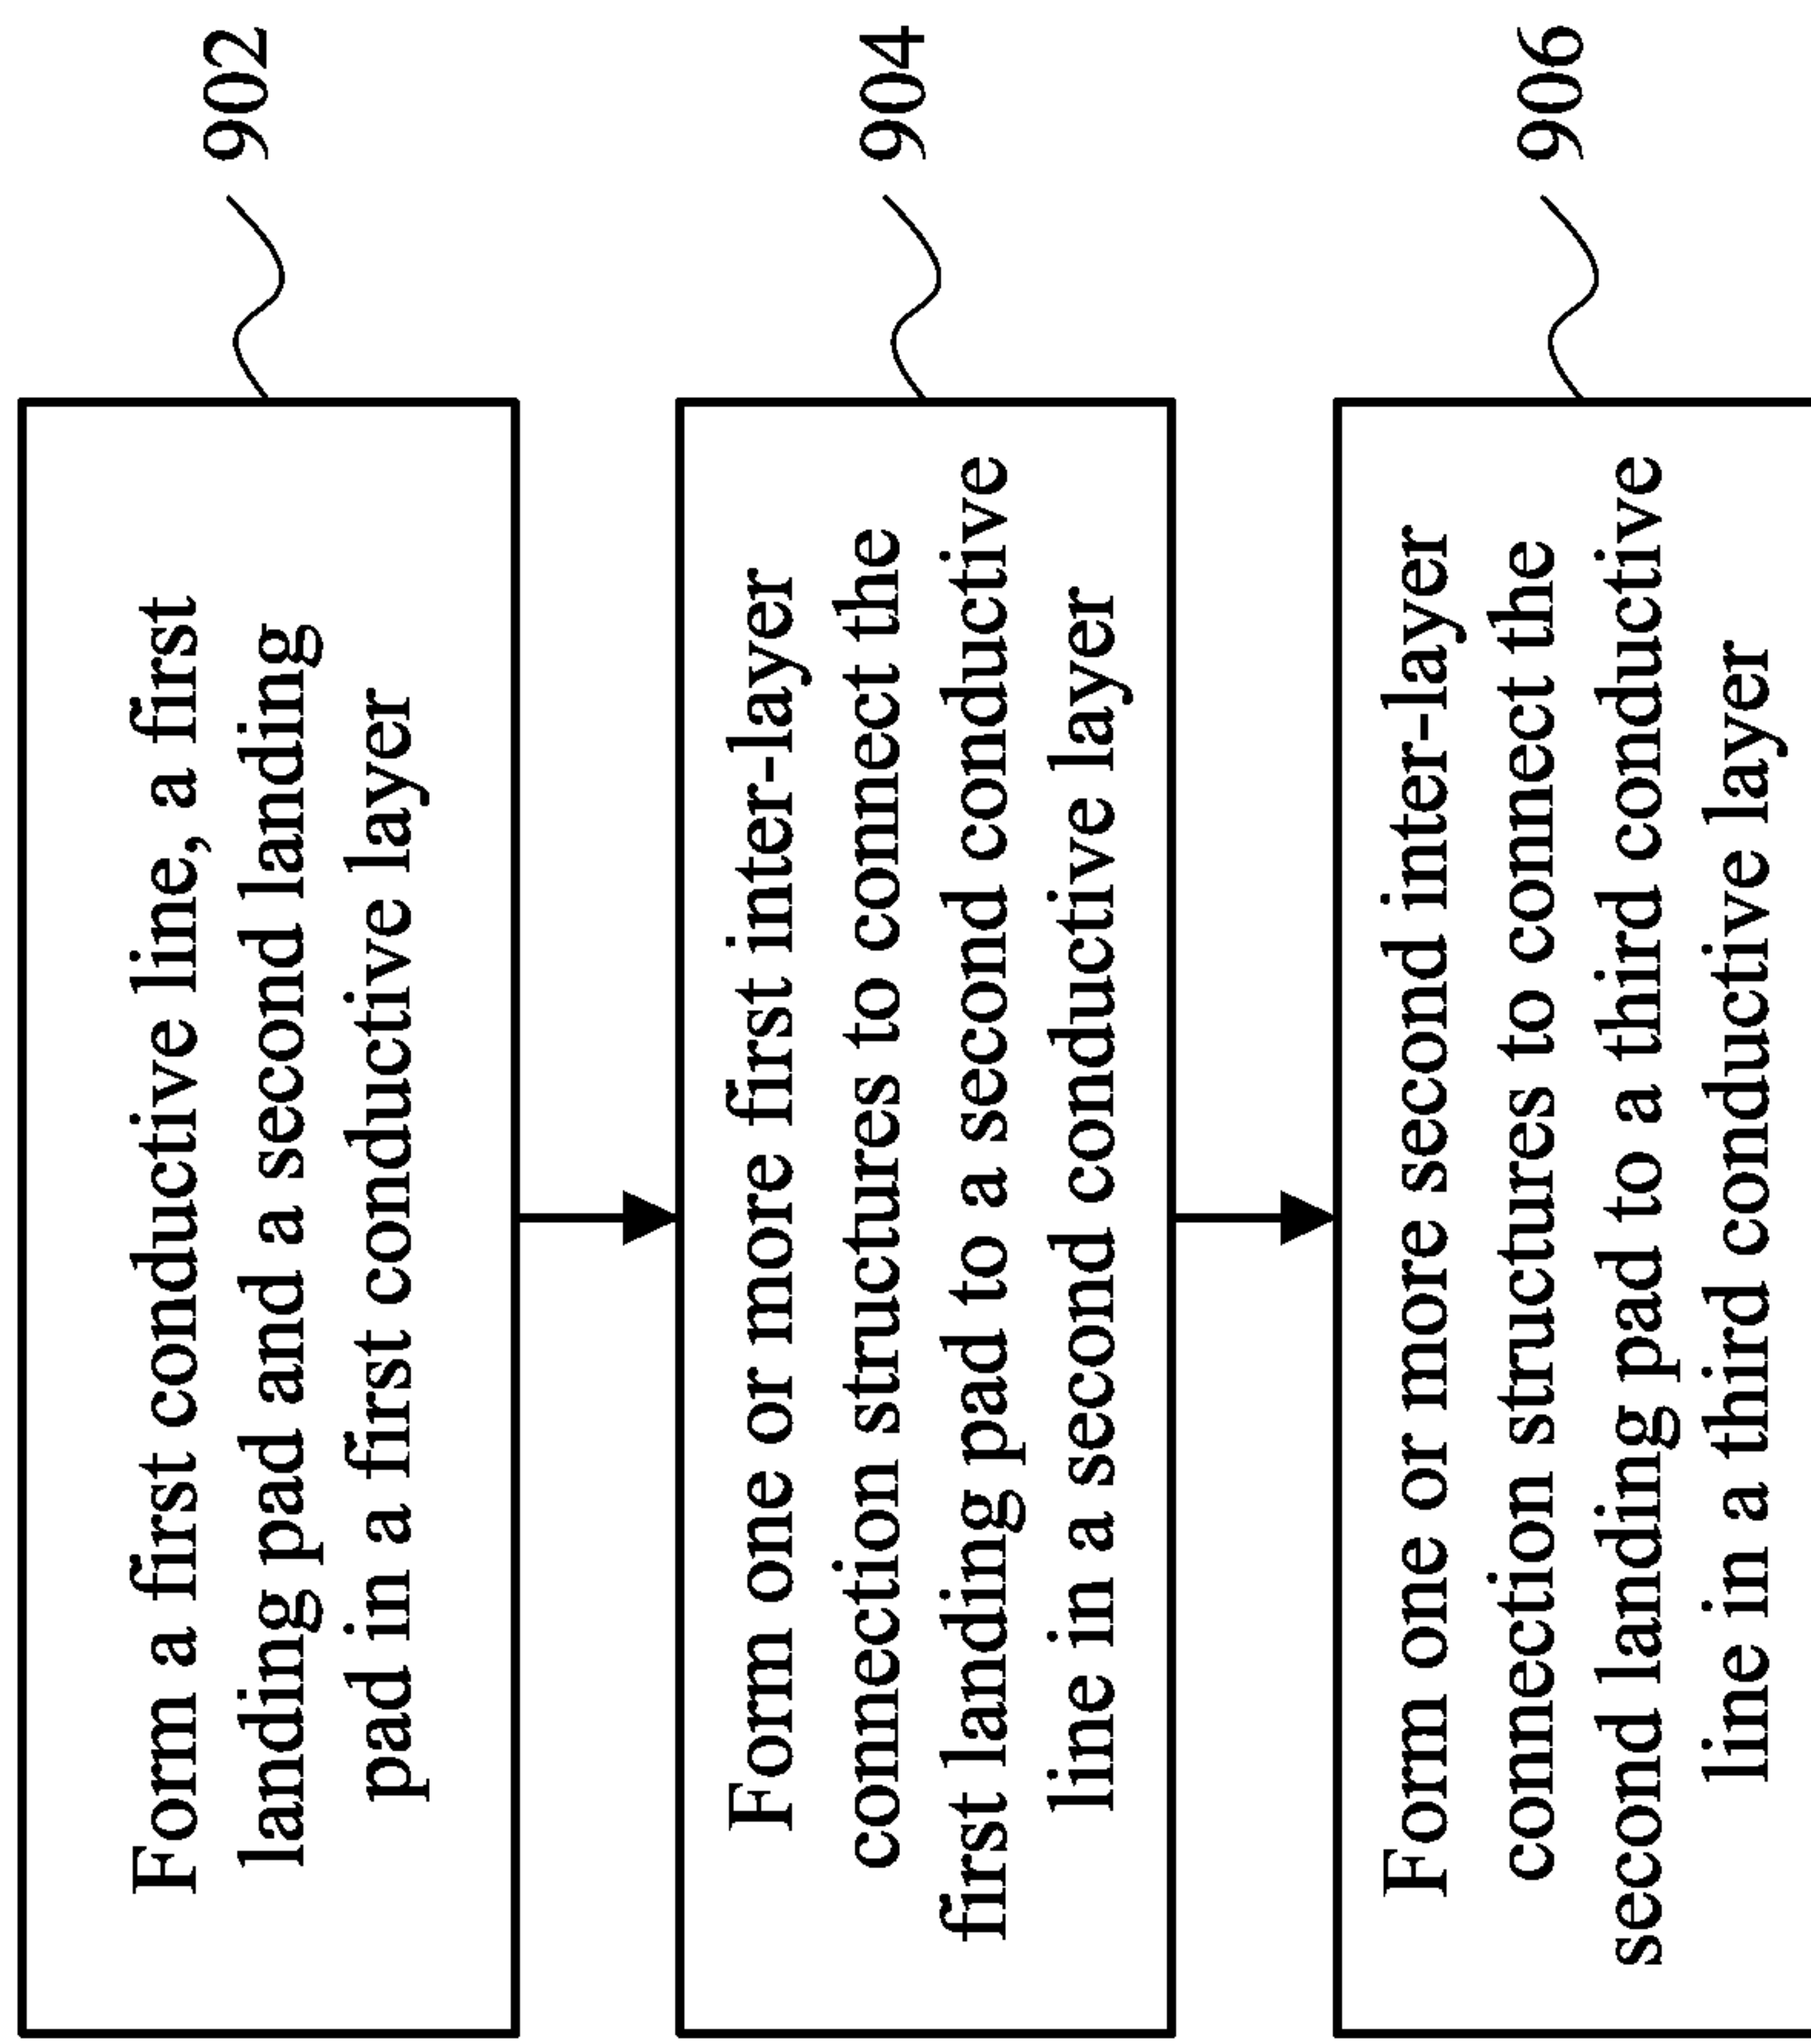 Form a first conductive line, a first
landing pad and a second landing
pad in a first conductive layer
902
Form one or more first inter-layer
connection structures to connect the
first landing pad to a second conductive
line in a second conductive layer
904
Form one or more second inter-layer
connection structures to connect the
second landing pad to a third conductive
line in a third conductive layer
906